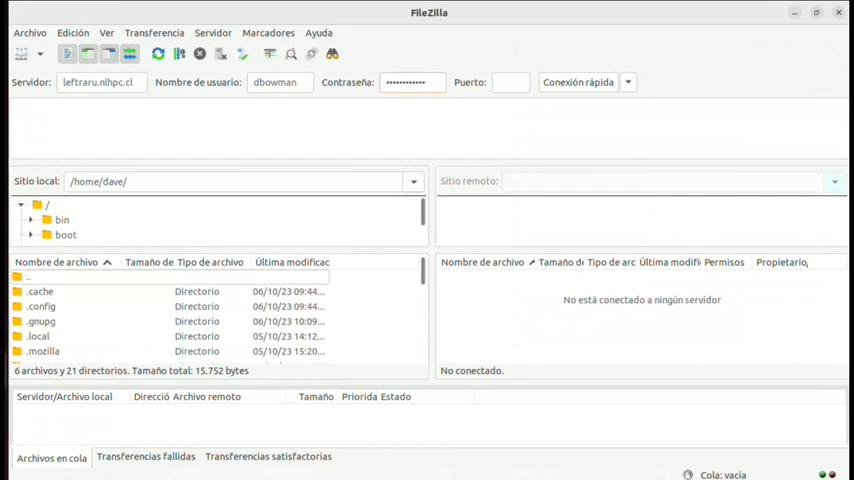 FileZilla
Archivo Edición Ver Transferencia Servidor Marcadores Ayuda
Servidor: leftraru.nlhpc.cl Nombre de usuario: dbowman Contraseña: •••••••••••• Puerto: Conexión rápida
Sitio local: /home/dave/
Sitio remoto:
/
bin
boot
Nombre de archivo Tamaño de Tipo de archivo Última modificac
..
.cache Directorio 06/10/23 09:44...
.config Directorio 06/10/23 09:44...
.gnupg Directorio 06/10/23 10:09...
.local Directorio 05/10/23 14:12...
.mozilla Directorio 05/10/23 15:20...
6 archivos y 21 directorios. Tamaño total: 15.752 bytes
Nombre de archivo Tamaño de Tipo de arc Última modifi Permisos Propietario,
No está conectado a ningún servidor
No conectado.
Servidor/Archivo local Direcció Archivo remoto Tamaño Priorida Estado
Archivos en cola Transferencias fallidas Transferencias satisfactorias
Cola: vacía